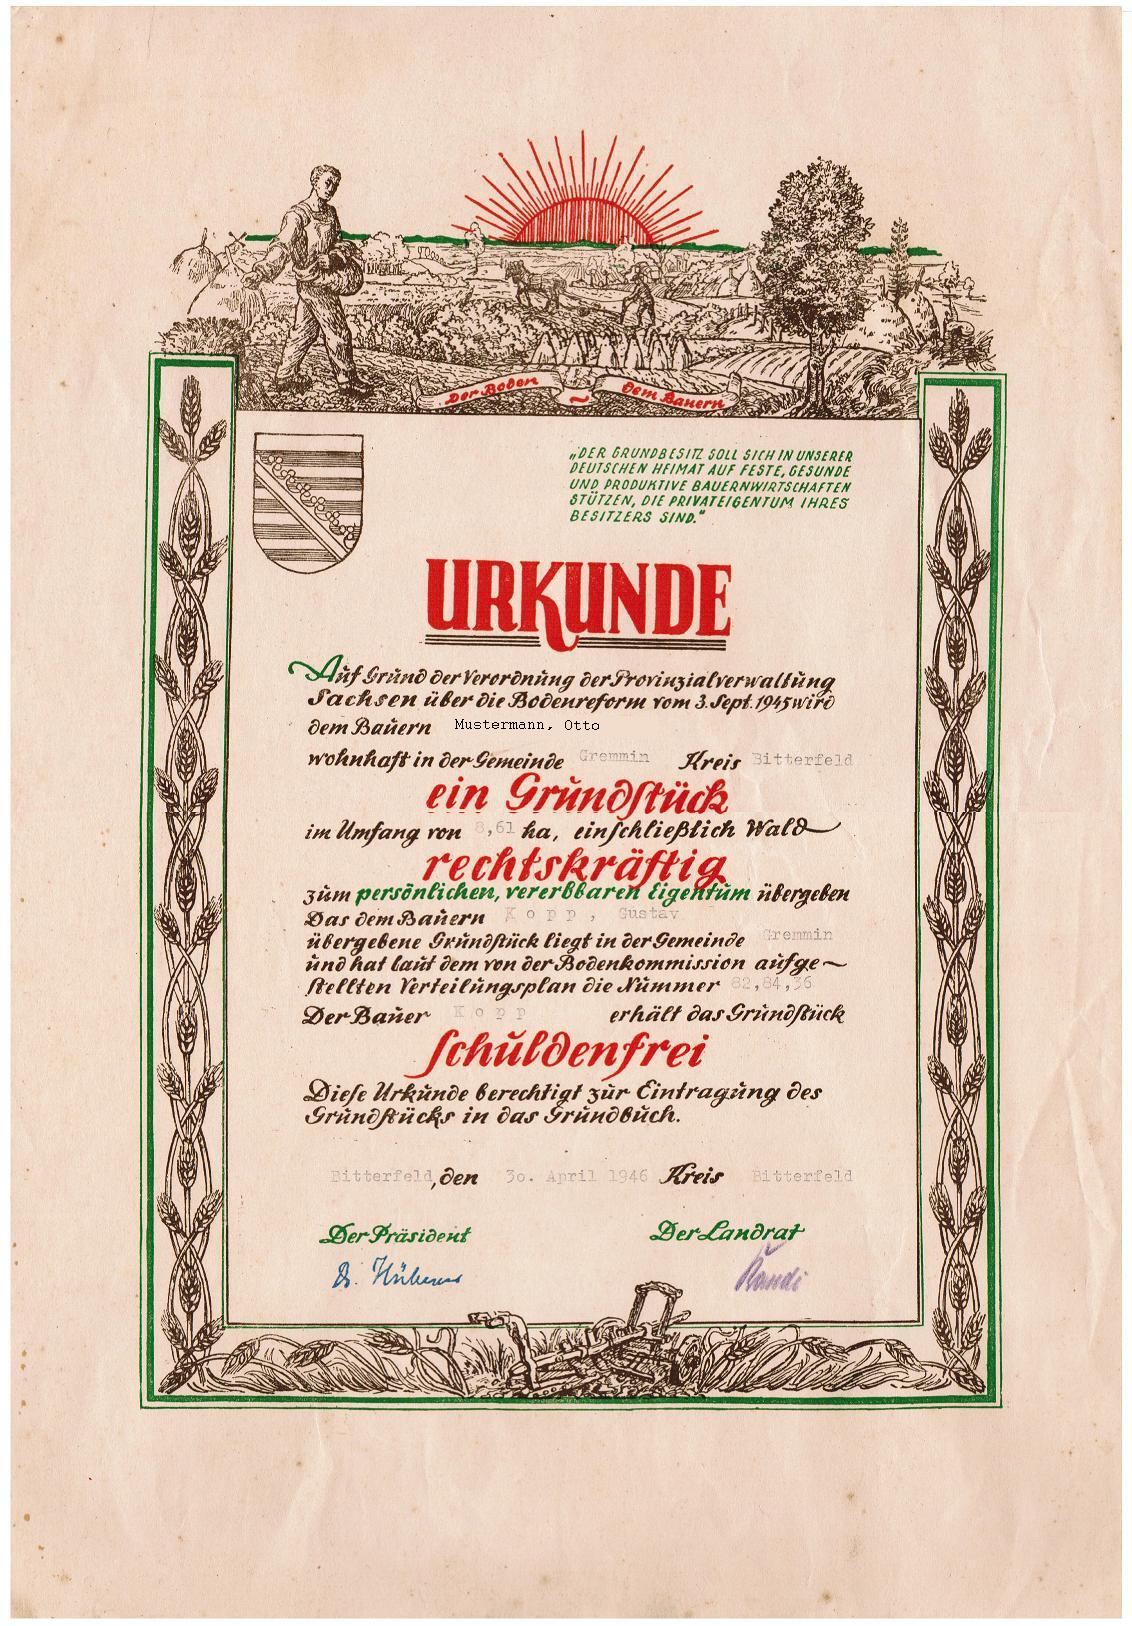 Der Boden ~ dem Bauern
„DER GRUNDBESITZ SOLL SICH IN UNSERER
DEUTSCHEN HEIMAT AUF FESTE, GESUNDE
UND PRODUKTIVE BAUERNWIRTSCHAFTEN
STÜTZEN, DIE PRIVATEIGENTUM IHRES
BESITZERS SIND."
URKUNDE
Auf Grund der Verordnung der Provinzialverwaltung
Sachsen über die Bodenreform vom 3. Sept. 1945 wird
dem Bauern Mustermann, Otto
wohnhaft in der Gemeinde Gremmin Kreis Bitterfeld
ein Grundstück
im Umfang von 8,61 ha, einschließlich Wald
rechtskräftig
zum persönlichen, vererbbaren Eigentum übergeben
Das dem Bauern Kopp, Gustav
übergebene Grundstück liegt in der Gemeinde Gremmin
und hat laut dem von der Bodenkommission aufge-
stellten Verteilungsplan die Nummer 82,84,36
Der Bauer Kopp erhält das Grundstück
schuldenfrei
Diese Urkunde berechtigt zur Eintragung des
Grundstücks in das Grundbuch.
Bitterfeld, den 30. April 1946 Kreis Bitterfeld
Der Präsident Der Landrat